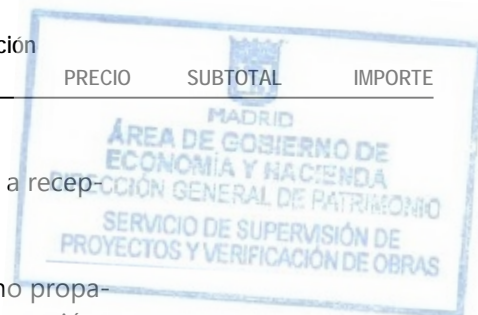 ción
PRECIO SUBTOTAL IMPORTE
MADRID
ÁREA DE GOBIERNO DE
ECONOMÍA Y HACIENDA
a recep-
DIRECCIÓN GENERAL DE PATRIMONIO
SERVICIO DE SUPERVISIÓN DE
PROYECTOS Y VERIFICACIÓN DE OBRAS
no propa-